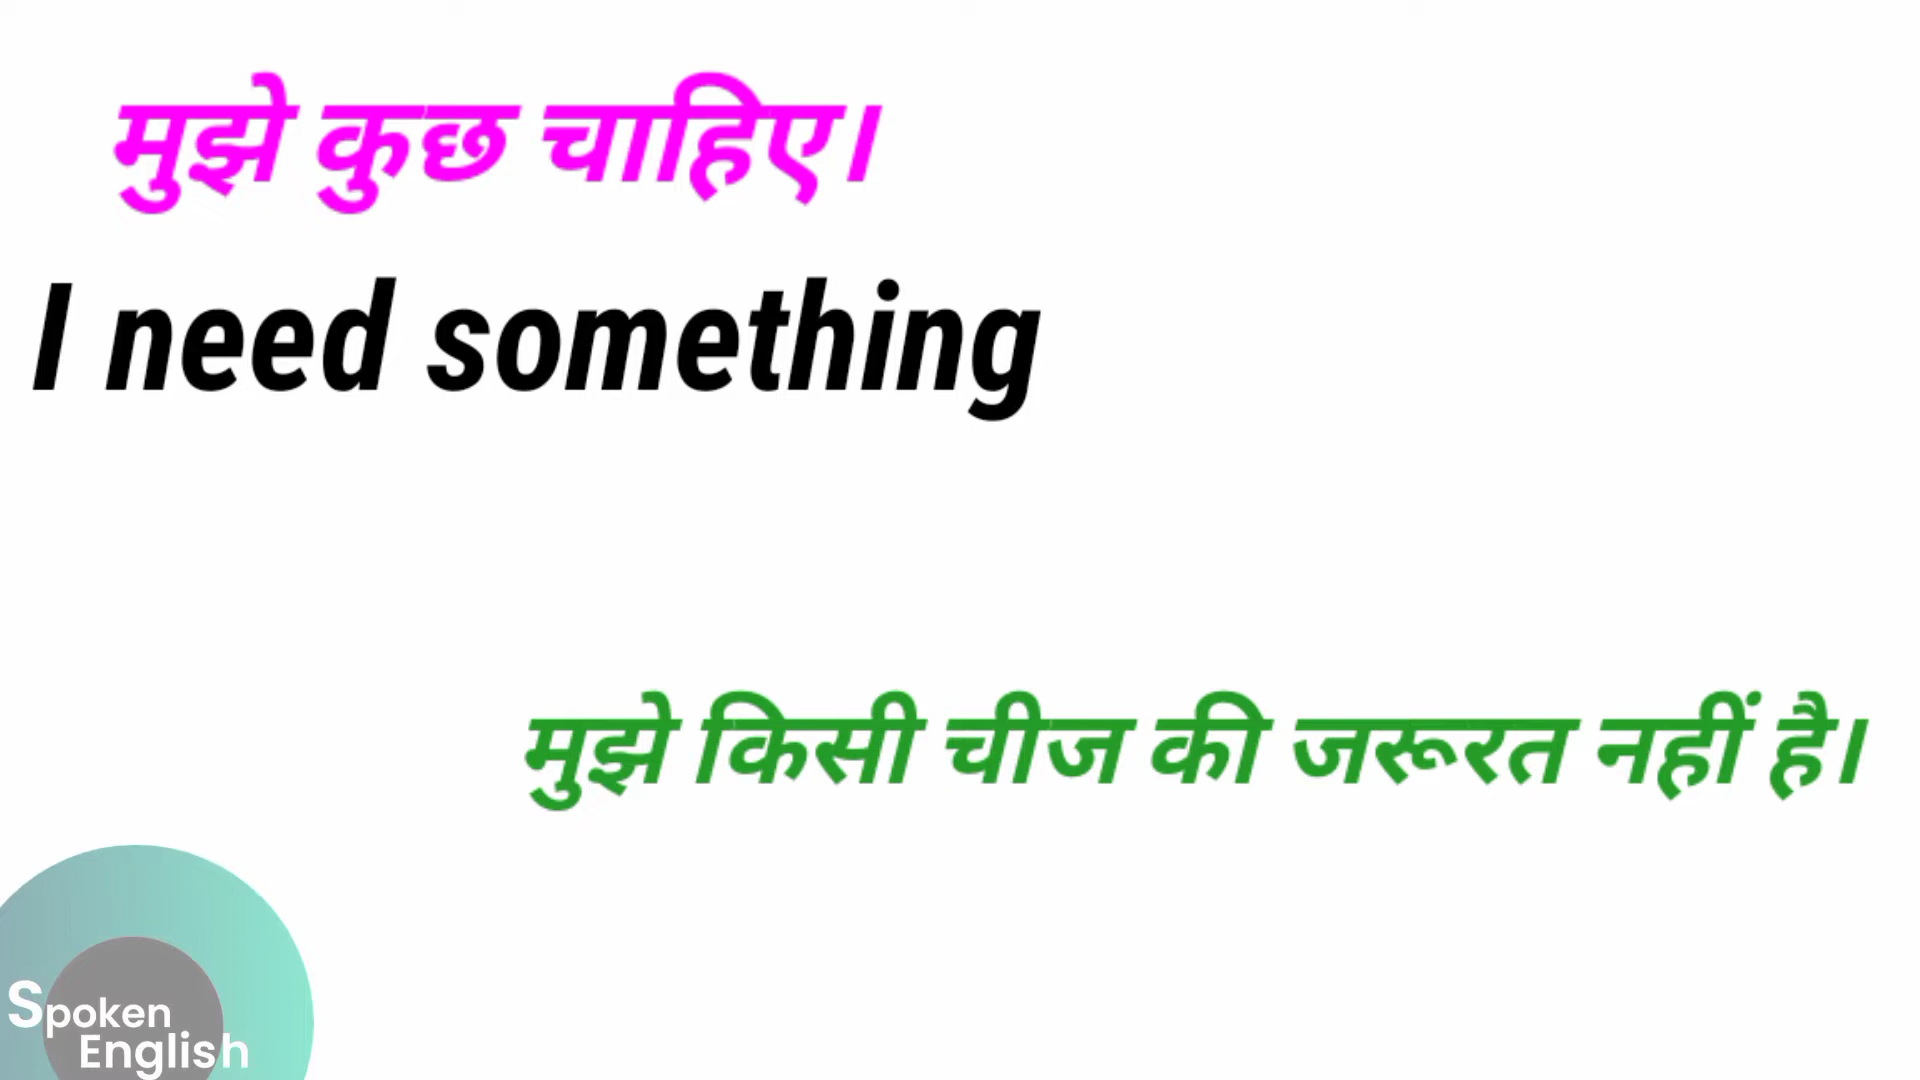 मुझे कुछ चाहिए।
I need something
मुझे किसी चीज की जरूरत नहीं है।
Spoken
English